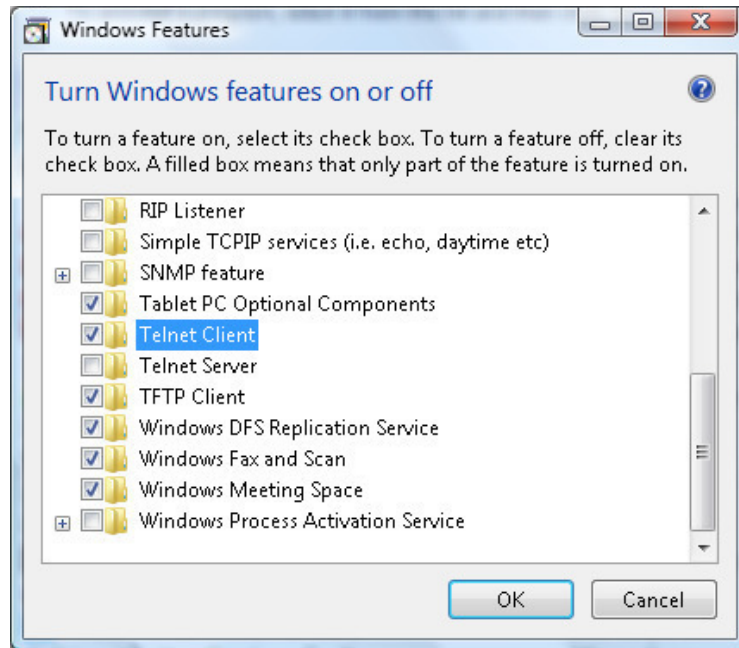 Windows Features
Turn Windows features on or off
To turn a feature on, select its check box. To turn a feature off, clear its
check box. A filled box means that only part of the feature is turned on.
RIP Listener
Simple TCPIP services (i.e. echo, daytime etc)
SNMP feature
Tablet PC Optional Components
Telnet Client
Telnet Server
TFTP Client
Windows DFS Replication Service
Windows Fax and Scan
Windows Meeting Space
Windows Process Activation Service
OK Cancel